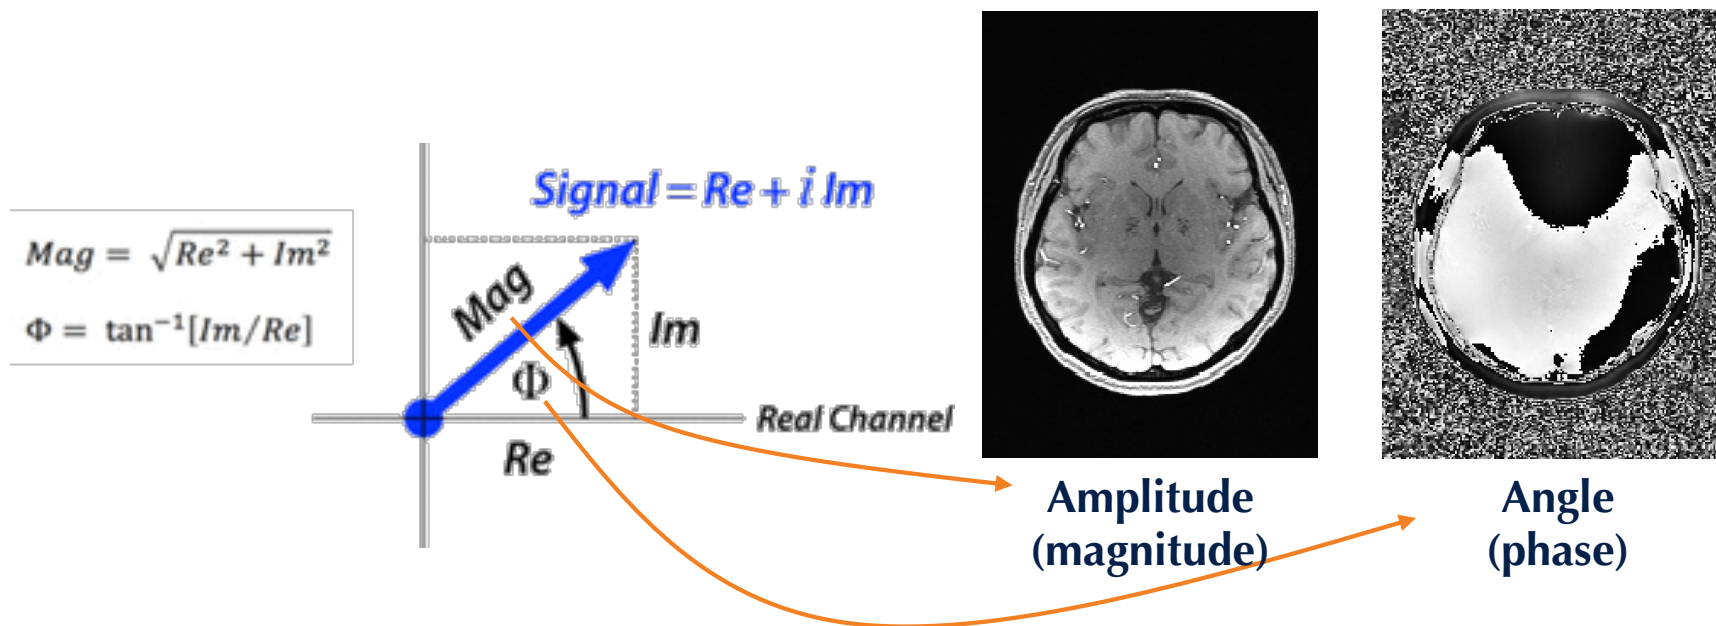 Mag = √Re² + Im²
Φ = tan⁻¹[Im/Re]
Signal = Re + i Im
Mag
Φ
Im
Re
Real Channel
Amplitude
(magnitude)
Angle
(phase)